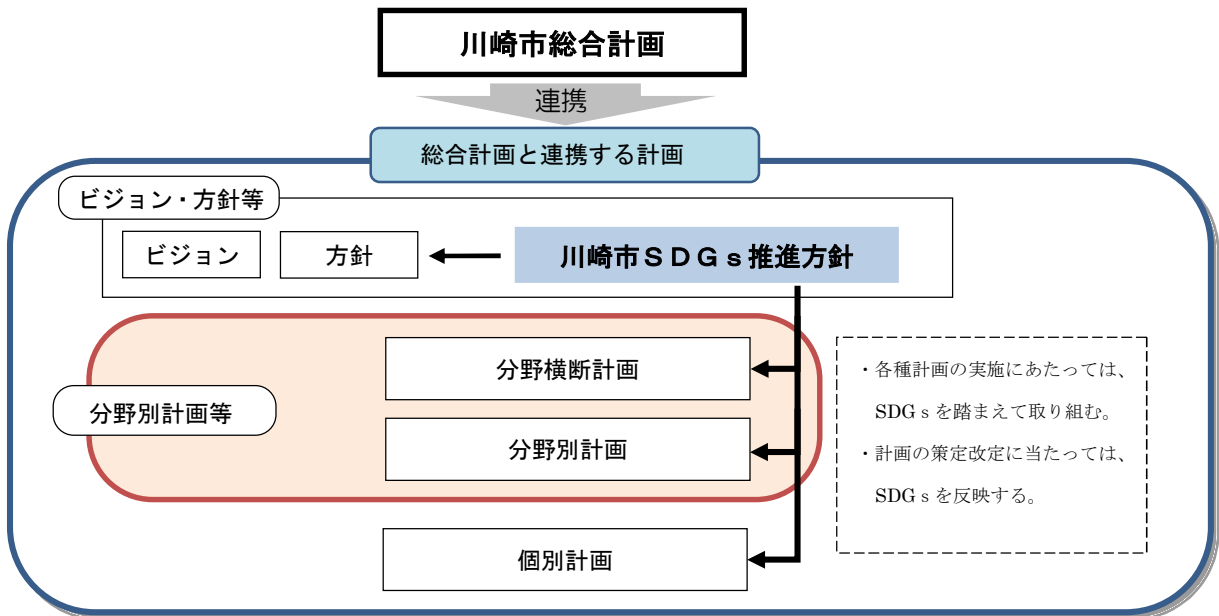 川崎市総合計画
連携
総合計画と連携する計画
ビジョン・方針等
ビジョン
方針
川崎市ＳＤＧｓ推進方針
分野横断計画
分野別計画等
分野別計画
個別計画
・各種計画の実施にあたっては、
SDGｓを踏まえて取り組む。
・計画の策定改定に当たっては、
SDGｓを反映する。